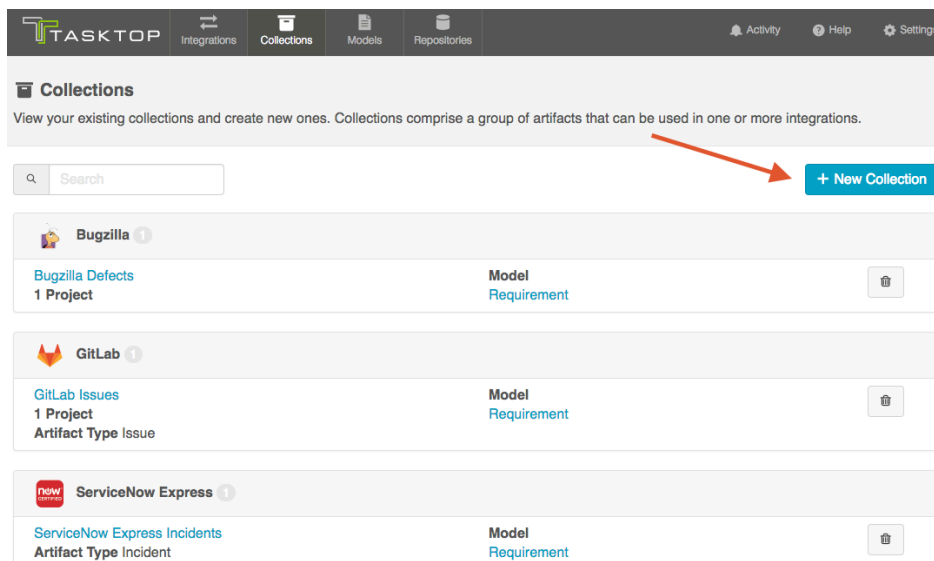 TASKTOP
Integrations
Collections
Models
Repositories
Activity
Help
Settings
Collections
View your existing collections and create new ones. Collections comprise a group of artifacts that can be used in one or more integrations.
Search
+ New Collection
Bugzilla 1
Bugzilla Defects
Model
1 Project
Requirement
GitLab 1
GitLab Issues
Model
1 Project
Requirement
Artifact Type Issue
now
CERTIFIED
ServiceNow Express 1
ServiceNow Express Incidents
Model
Artifact Type Incident
Requirement